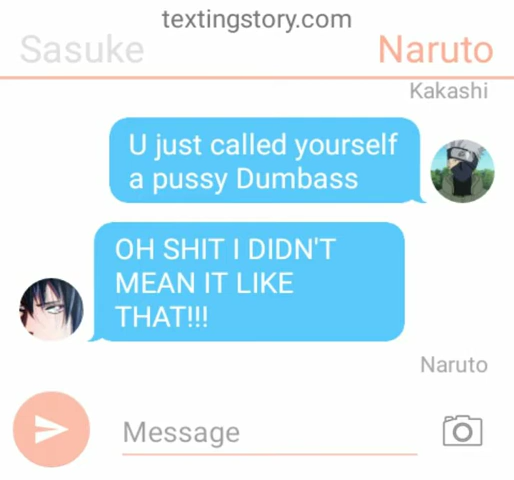 textingstory.com
Sasuke
Naruto
Kakashi
U just called yourself
a pussy Dumbass
OH SHIT I DIDN'T
MEAN IT LIKE
THAT!!!
Naruto
Message